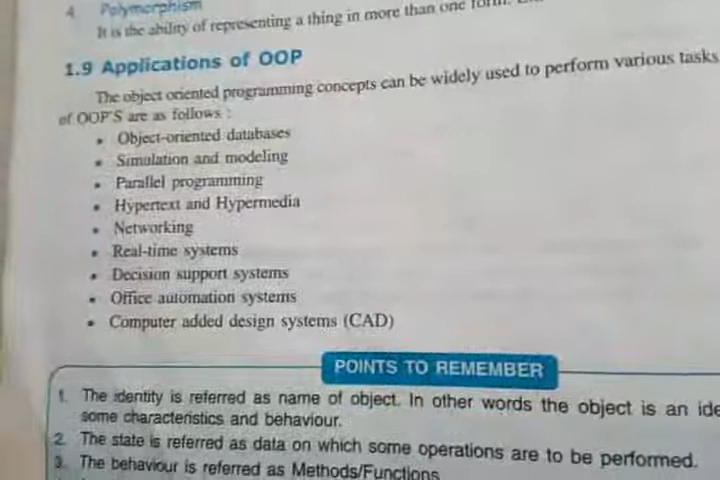 4. Polymorphism
It is the ability of representing a thing in more than one form.
1.9 Applications of OOP
The object oriented programming concepts can be widely used to perform various tasks
of OOP'S are as follows :
• Object-oriented databases
• Simulation and modeling
• Parallel programming
• Hypertext and Hypermedia
• Networking
• Real-time systems
• Decision support systems
• Office automation systems
• Computer added design systems (CAD)
POINTS TO REMEMBER
1. The identity is referred as name of object. In other words the object is an ide
some characteristics and behaviour.
2. The state is referred as data on which some operations are to be performed.
3. The behaviour is referred as Methods/Functions